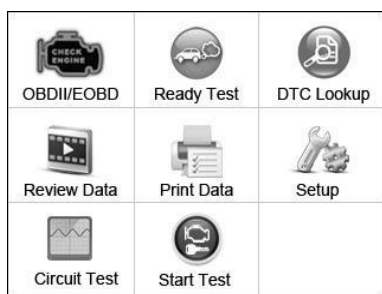 CHECK
ENGINE
OBDII/EOBD
Ready Test
DTC Lookup
Review Data
Print Data
Setup
Circuit Test
Start Test